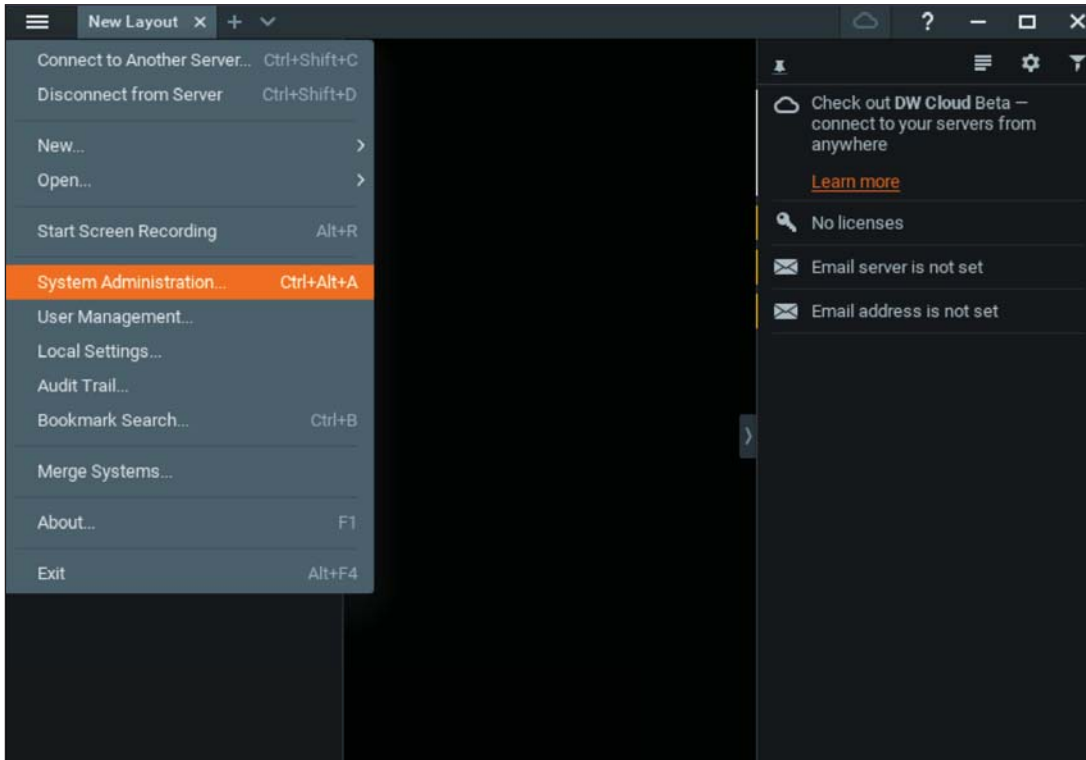 New Layout
Connect to Another Server... Ctrl+Shift+C
Disconnect from Server Ctrl+Shift+D
New...
Open...
Start Screen Recording Alt+R
System Administration... Ctrl+Alt+A
User Management...
Local Settings...
Audit Trail...
Bookmark Search... Ctrl+B
Merge Systems...
About... F1
Exit Alt+F4
Check out DW Cloud Beta —
connect to your servers from
anywhere
Learn more
No licenses
Email server is not set
Email address is not set